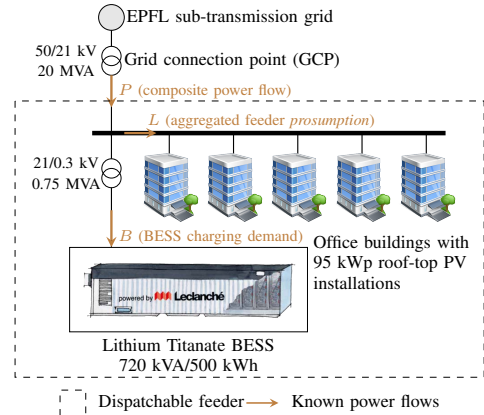 EPFL sub-transmission grid
50/21 kV
20 MVA
Grid connection point (GCP)
P (composite power flow)
L (aggregated feeder prosumption)
21/0.3 kV
0.75 MVA
B (BESS charging demand)
Office buildings with
95 kWp roof-top PV
installations
powered by Leclanché
Lithium Titanate BESS
720 kVA/500 kWh
Dispatchable feeder
Known power flows